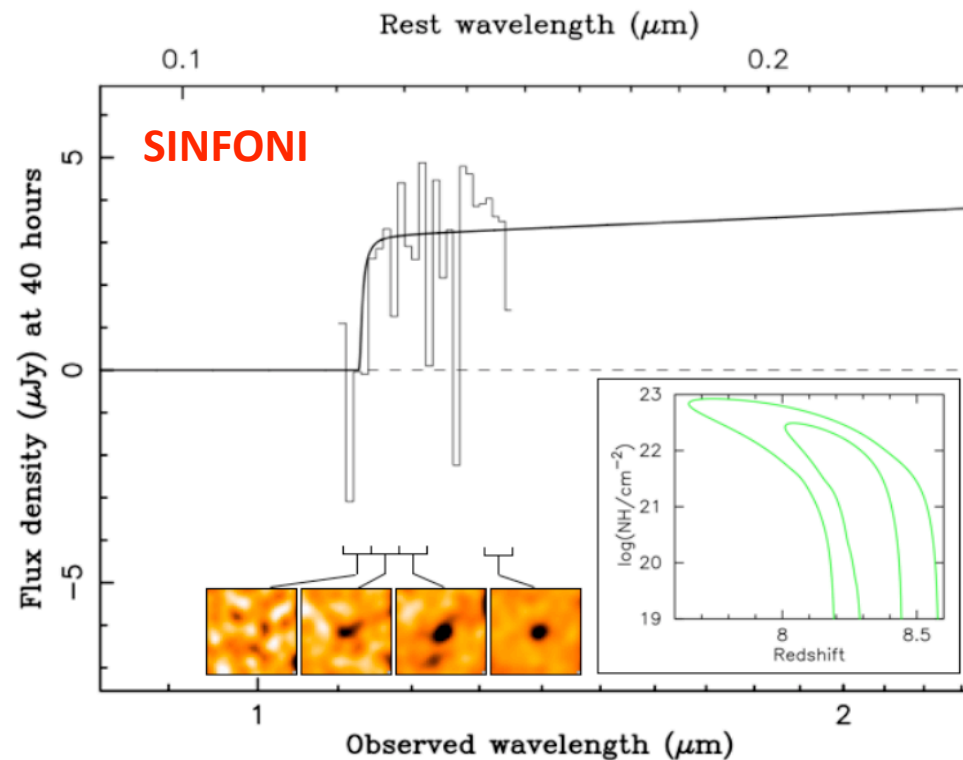 Rest wavelength (μm)
0.1 0.2
SINFONI
Flux density (μJy) at 40 hours
5
0
−5
log(NH/cm⁻²)
23
22
21
20
19
8 8.5
Redshift
1 2
Observed wavelength (μm)